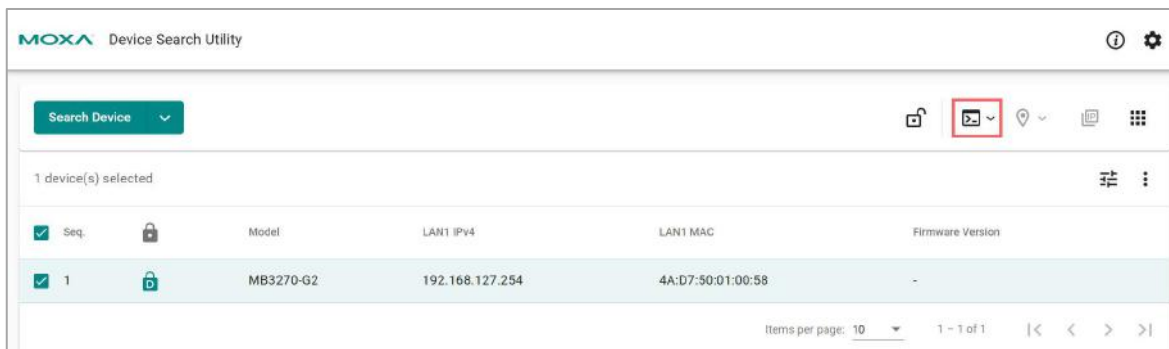 MOXA Device Search Utility
Search Device
1 device(s) selected
Seq. Model LAN1 IPv4 LAN1 MAC Firmware Version
1 D MB3270-G2 192.168.127.254 4A:D7:50:01:00:58 -
Items per page: 10 1 – 1 of 1